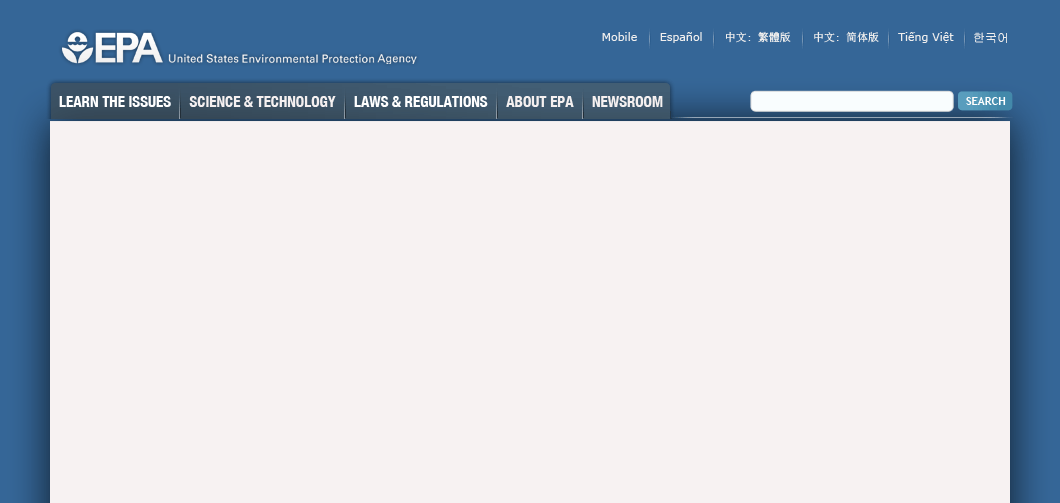 EPA United States Environmental Protection Agency
Mobile Español 中文: 繁體版 中文: 简体版 Tiếng Việt 한국어
LEARN THE ISSUES SCIENCE & TECHNOLOGY LAWS & REGULATIONS ABOUT EPA NEWSROOM
SEARCH